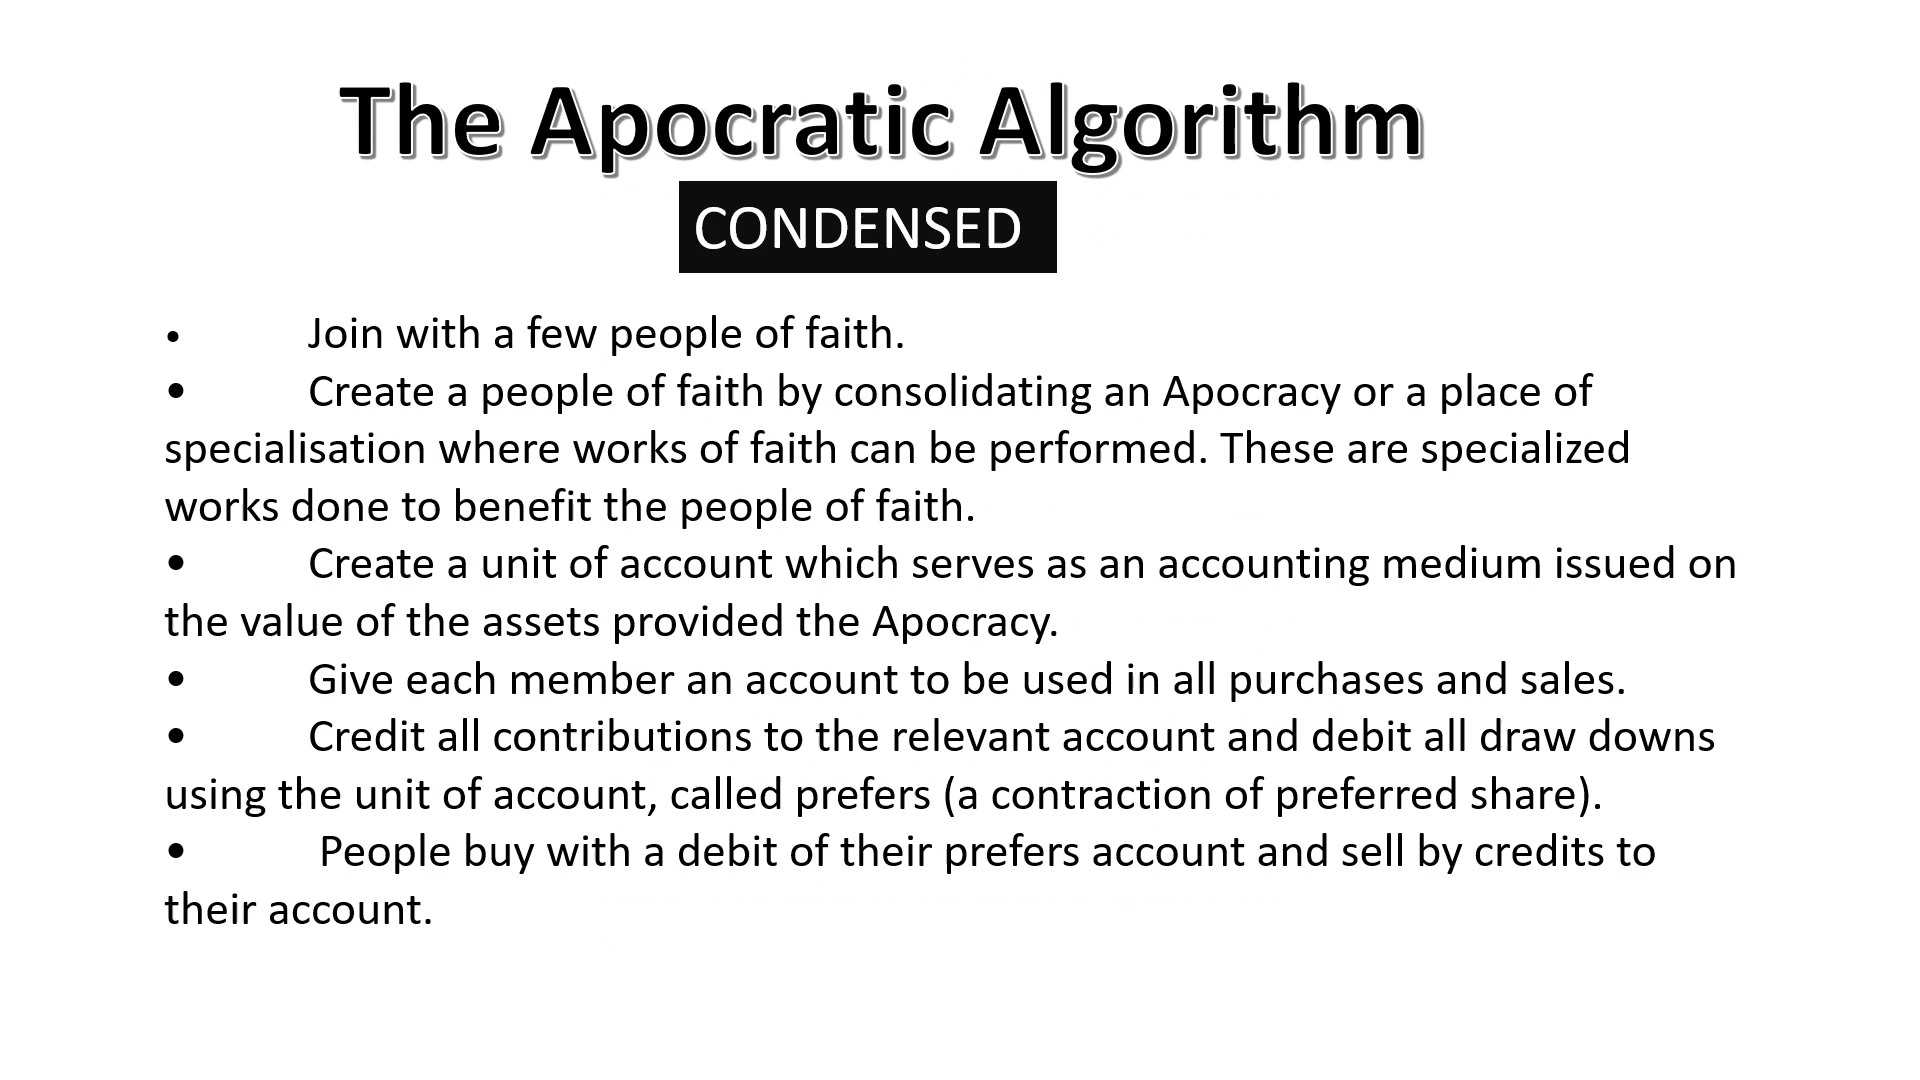 The Apocratic Algorithm
CONDENSED
• Join with a few people of faith.
• Create a people of faith by consolidating an Apocracy or a place of
specialisation where works of faith can be performed. These are specialized
works done to benefit the people of faith.
• Create a unit of account which serves as an accounting medium issued on
the value of the assets provided the Apocracy.
• Give each member an account to be used in all purchases and sales.
• Credit all contributions to the relevant account and debit all draw downs
using the unit of account, called prefers (a contraction of preferred share).
• People buy with a debit of their prefers account and sell by credits to
their account.